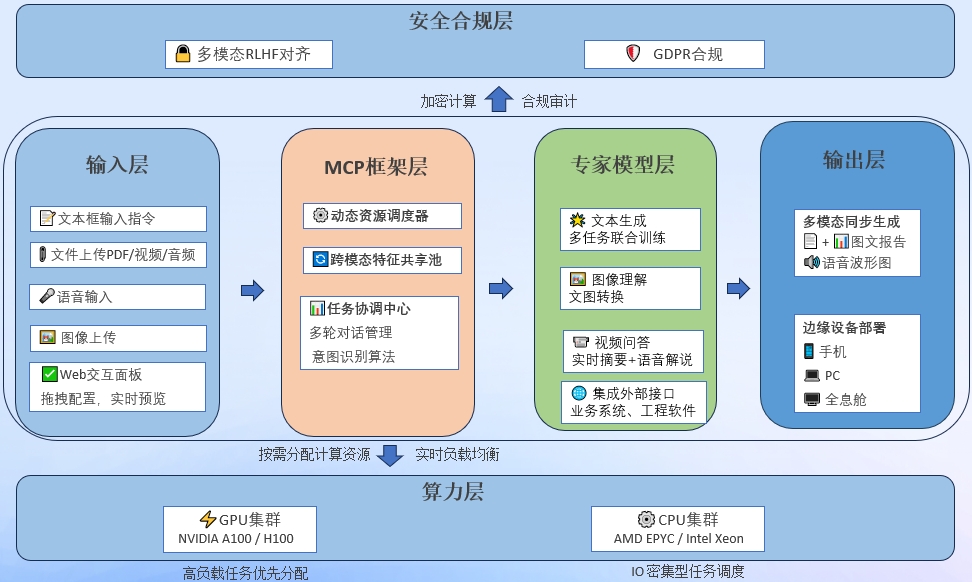 安全合规层
多模态RLHF对齐
GDPR合规
加密计算
合规审计
输入层
文本框输入指令
文件上传PDF/视频/音频
语音输入
图像上传
Web交互面板
拖拽配置，实时预览
MCP框架层
动态资源调度器
跨模态特征共享池
任务协调中心
多轮对话管理
意图识别算法
专家模型层
文本生成
多任务联合训练
图像理解
文图转换
视频问答
实时摘要+语音解说
集成外部接口
业务系统、工程软件
输出层
多模态同步生成
+ 图文报告
语音波形图
边缘设备部署
手机
PC
全息舱
按需分配计算资源
实时负载均衡
算力层
GPU集群
NVIDIA A100 / H100
CPU集群
AMD EPYC / Intel Xeon
高负载任务优先分配
IO密集型任务调度